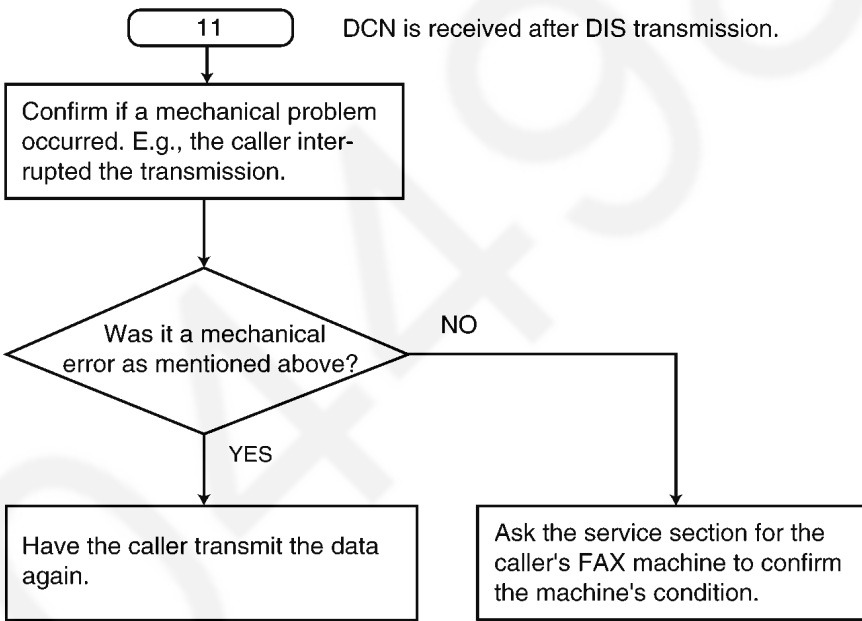 11
DCN is received after DIS transmission.
Confirm if a mechanical problem
occurred. E.g., the caller inter-
rupted the transmission.
Was it a mechanical
error as mentioned above?
NO
YES
Have the caller transmit the data
again.
Ask the service section for the
caller's FAX machine to confirm
the machine's condition.